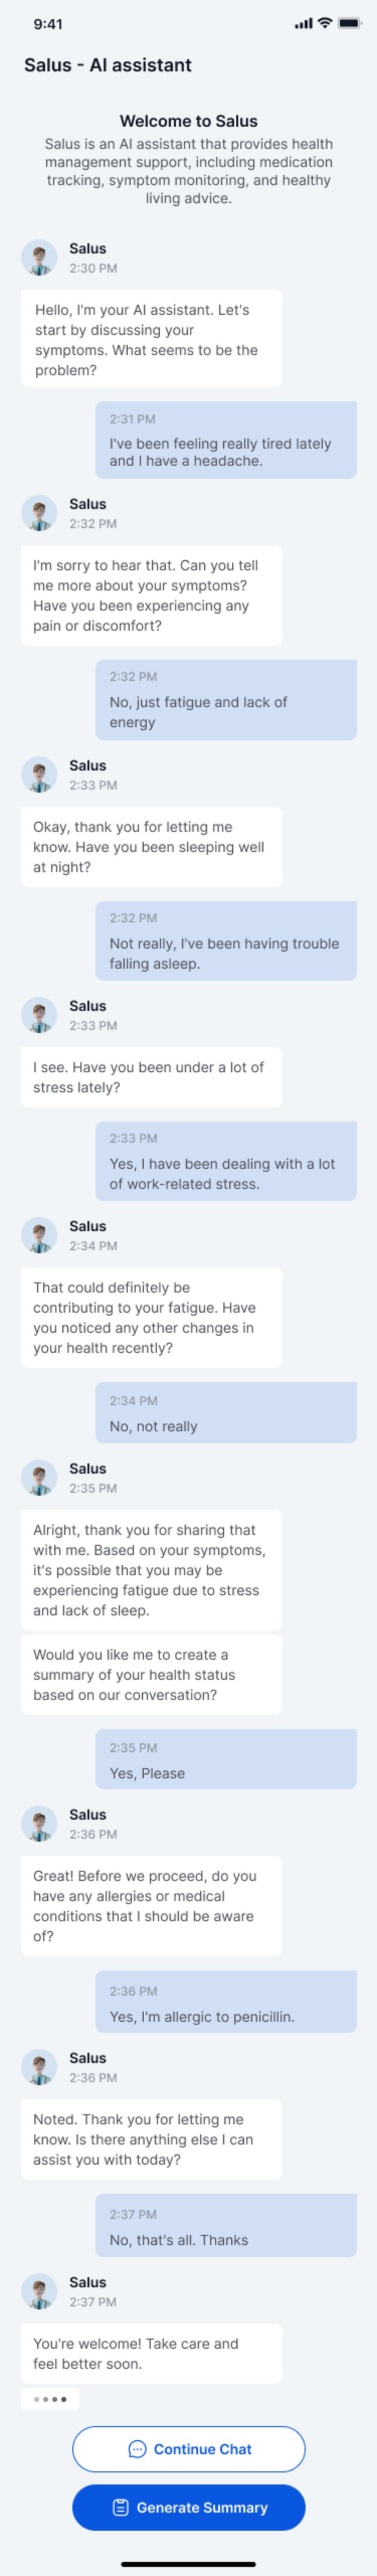 9:41
Salus - AI assistant
Welcome to Salus
Salus is an AI assistant that provides health
management support, including medication
tracking, symptom monitoring, and healthy
living advice.
Salus
2:30 PM
Hello, I'm your AI assistant. Let's
start by discussing your
symptoms. What seems to be the
problem?
2:31 PM
I've been feeling really tired lately
and I have a headache.
Salus
2:32 PM
I'm sorry to hear that. Can you tell
me more about your symptoms?
Have you been experiencing any
pain or discomfort?
2:32 PM
No, just fatigue and lack of
energy
Salus
2:33 PM
Okay, thank you for letting me
know. Have you been sleeping well
at night?
2:32 PM
Not really, I've been having trouble
falling asleep.
Salus
2:33 PM
I see. Have you been under a lot of
stress lately?
2:33 PM
Yes, I have been dealing with a lot
of work-related stress.
Salus
2:34 PM
That could definitely be
contributing to your fatigue. Have
you noticed any other changes in
your health recently?
2:34 PM
No, not really
Salus
2:35 PM
Alright, thank you for sharing that
with me. Based on your symptoms,
it's possible that you may be
experiencing fatigue due to stress
and lack of sleep.
Would you like me to create a
summary of your health status
based on our conversation?
2:35 PM
Yes, Please
Salus
2:36 PM
Great! Before we proceed, do you
have any allergies or medical
conditions that I should be aware
of?
2:36 PM
Yes, I'm allergic to penicillin.
Salus
2:36 PM
Noted. Thank you for letting me
know. Is there anything else I can
assist you with today?
2:37 PM
No, that's all. Thanks
Salus
2:37 PM
You're welcome! Take care and
feel better soon.
Continue Chat
Generate Summary